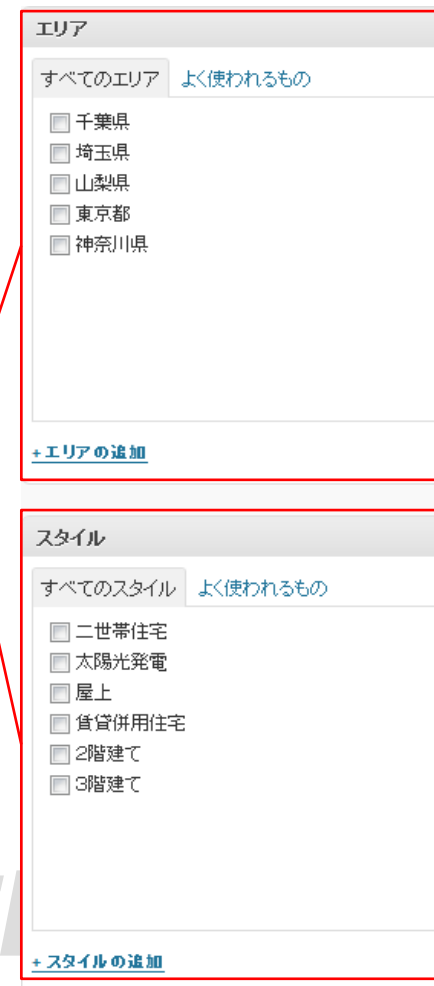 エリア
すべてのエリア よく使われるもの
千葉県
埼玉県
山梨県
東京都
神奈川県
+エリアの追加
スタイル
すべてのスタイル よく使われるもの
二世帯住宅
太陽光発電
屋上
賃貸併用住宅
2階建て
3階建て
+スタイルの追加